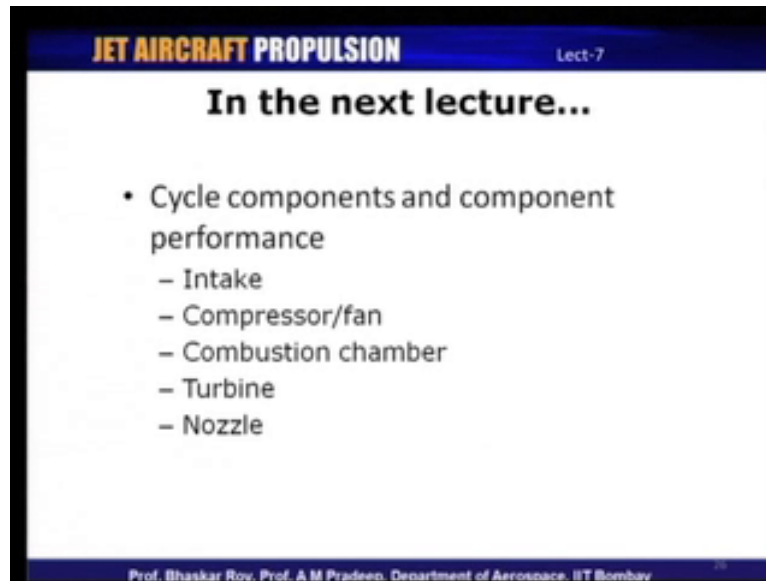 JET AIRCRAFT PROPULSION Lect-7
In the next lecture...
• Cycle components and component
performance
– Intake
– Compressor/fan
– Combustion chamber
– Turbine
– Nozzle
Prof. Bhaskar Roy, Prof. A M Pradeep, Department of Aerospace, IIT Bombay